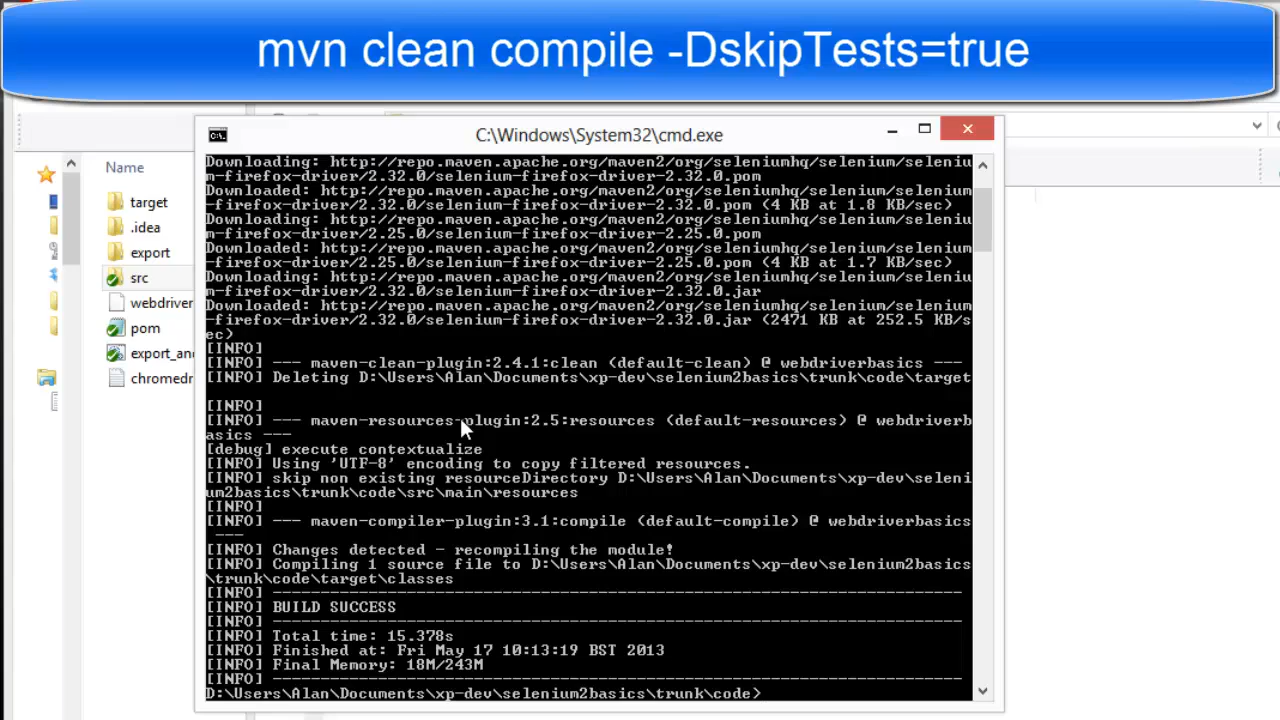 mvn clean compile -DskipTests=true
C:\Windows\System32\cmd.exe
Name
target
.idea
export
src
webdriver
pom
export_and
chromedr
Downloading: http://repo.maven.apache.org/maven2/org/seleniumhq/selenium/seleniu
m-firefox-driver/2.32.0/selenium-firefox-driver-2.32.0.pom
Downloaded: http://repo.maven.apache.org/maven2/org/seleniumhq/selenium/selenium
-firefox-driver/2.32.0/selenium-firefox-driver-2.32.0.pom (4 KB at 1.8 KB/sec)
Downloading: http://repo.maven.apache.org/maven2/org/seleniumhq/selenium/seleniu
m-firefox-driver/2.25.0/selenium-firefox-driver-2.25.0.pom
Downloaded: http://repo.maven.apache.org/maven2/org/seleniumhq/selenium/selenium
-firefox-driver/2.25.0/selenium-firefox-driver-2.25.0.pom (4 KB at 1.7 KB/sec)
Downloading: http://repo.maven.apache.org/maven2/org/seleniumhq/selenium/seleniu
m-firefox-driver/2.32.0/selenium-firefox-driver-2.32.0.jar
Downloaded: http://repo.maven.apache.org/maven2/org/seleniumhq/selenium/selenium
-firefox-driver/2.32.0/selenium-firefox-driver-2.32.0.jar (2471 KB at 252.5 KB/s
ec)
[INFO]
[INFO] --- maven-clean-plugin:2.4.1:clean (default-clean) @ webdriverbasics ---
[INFO] Deleting D:\Users\Alan\Documents\xp-dev\selenium2basics\trunk\code\target
[INFO]
[INFO] --- maven-resources-plugin:2.5:resources (default-resources) @ webdriverb
asics ---
[debug] execute contextualize
[INFO] Using 'UTF-8' encoding to copy filtered resources.
[INFO] skip non existing resourceDirectory D:\Users\Alan\Documents\xp-dev\seleni
um2basics\trunk\code\src\main\resources
[INFO]
[INFO] --- maven-compiler-plugin:3.1:compile (default-compile) @ webdriverbasics
---
[INFO] Changes detected - recompiling the module!
[INFO] Compiling 1 source file to D:\Users\Alan\Documents\xp-dev\selenium2basics
\trunk\code\target\classes
[INFO] ------------------------------------------------------------------------
[INFO] BUILD SUCCESS
[INFO] ------------------------------------------------------------------------
[INFO] Total time: 15.378s
[INFO] Finished at: Fri May 17 10:13:19 BST 2013
[INFO] Final Memory: 18M/243M
[INFO] ------------------------------------------------------------------------
D:\Users\Alan\Documents\xp-dev\selenium2basics\trunk\code>